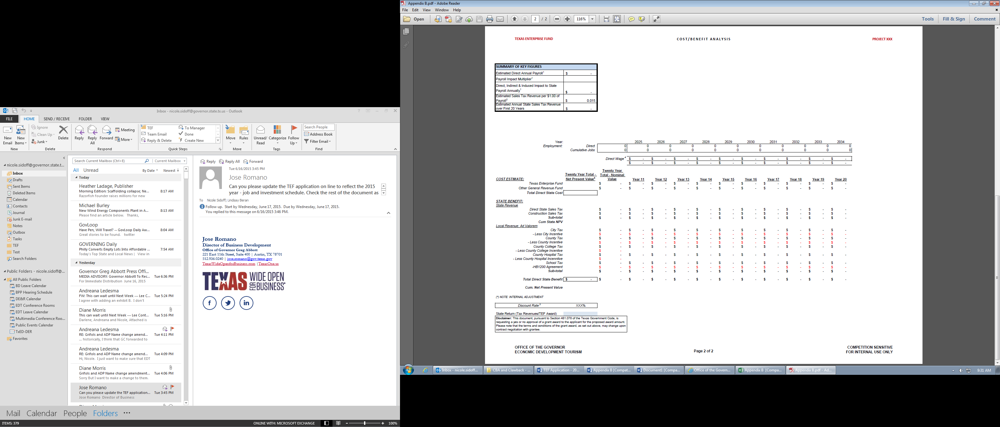 Inbox - nicole.sidoff@governor.state.tx.us - Outlook
FILE HOME SEND / RECEIVE FOLDER VIEW
New Email
New Items
Ignore
Clean Up
Junk
Delete
Reply
Reply All
Forward
Meeting
More
TEF
Team Email
Reply & Delete
To Manager
Done
Create New
Move
Rules
Unread/ Read
Categorize
Follow Up
Search People
Address Book
Filter Email
New Delete Respond Quick Steps Move Tags Find
nicole.sidoff@governor.state.t...
Inbox
Drafts
Sent Items
Deleted Items
Calendar
Contacts
Journal
Junk E-mail
Notes
Outbox
Tasks
TEF
Test
Search Folders
Public Folders - nicole.sidoff@...
All Public Folders
BD Leave Calendar
BPP Hearing Schedule
DE&R Calendar
EDT Conference Rooms
EDT Leave Calendar
Multimedia Conference Roo...
Public Events Calendar
TxED-DER
Favorites
Search Current Mailbox (Ctrl+E) Current Mailbox
All Unread By Date Newest
Today
Heather Ladage, Publisher
Morning Edition: Scaffolding collapse; Ne... 8:17 AM
Razorfish founder raises millions for new
Michael Burley
New Wind Energy Components Plant in A... 8:13 AM
Please find an article below. Thanks,
GovLoop
Have Pen, Will Travel? -- GovLoop Daily Aw... 8:04 AM
Great stories to be found. twitter
GOVERNING Daily
Philly Converts Empty Lots Into Affordable ... 7:54 AM
Today's Top State and Local News | View in
Yesterday
Governor Greg Abbott Press Offi...
MEDIA ADVISORY: Governor Abbott To Rec... Tue 6:36 PM
For Immediate Distribution June 16, 2015
Andreana Ledesma
FW: This can wait until Next Week --- Lee C... Tue 5:24 PM
I agree with adding an exhibit B. I don't
Diane Morris
This can wait until Next Week --- Lee Cont... Tue 5:16 PM
Darlene, Andreana and Nicole, Attached is
Andreana Ledesma
RE: Grifols and ADP Name change amend... Tue 4:11 PM
... historically, I think that GC forwarded to
Andreana Ledesma
RE: Grifols and ADP Name change amend... Tue 4:09 PM
Hi, Nicole. I just want to make sure that EDT
Diane Morris
Grifols and ADP Name change amendment... Tue 4:06 PM
Sorry But I want to make a change to them.
Jose Romano
Can you please update the TEF application... Tue 3:45 PM
Jose Romano Director of Business
Reply Reply All Forward
Tue 6/16/2015 3:45 PM
Jose Romano
Can you please update the TEF application on line to reflect the 2015
year - job and investment schedule. Check the rest of the document as
To Nicole Sidoff; Lindsay Beran
Follow up. Start by Wednesday, June 17, 2015. Due by Wednesday, June 17, 2015.
You replied to this message on 6/16/2015 3:46 PM.
Jose Romano
Director of Business Development
Office of Governor Greg Abbott
221 East 11th Street, Suite 400 | Austin, TX 78701
512.936.0240 | jose.romano@gov.texas.gov
TexasWideOpenforBusiness.com | TexasOne.us
TEXAS WIDE OPEN FOR BUSINESS
Mail Calendar People Folders ...
ITEMS: 379 ONLINE WITH: MICROSOFT EXCHANGE 100%
Appendix B.pdf - Adobe Reader
File Edit View Window Help
Open 2 / 2 116% Tools Fill & Sign Comment
TEXAS ENTERPRISE FUND COST/BENEFIT ANALYSIS PROJECT XXX
SUMMARY OF KEY FIGURES
Estimated Direct Annual Payroll¹ $ -
Payroll Impact Multiplier¹
Direct, Indirect & Induced Impact to State
Payroll Annually¹ $ -
Estimated Sales Tax Revenue per $1.00 of
Payroll² $ 0.015
Estimated Annual State Sales Tax Revenue
over First 20 Years $ -
Year: 2025 2026 2027 2028 2029 2030 2031 2032 2033 2034
Employment: Direct 0 0 0 0 0 0 0 0 0 0 0
Cumulative Jobs 0 0 0 0 0 0 0 0 0 0 0
Direct Wage⁴ $ - $ - $ - $ - $ - $ - $ - $ - $ - $ -
$ - $ - $ - $ - $ - $ - $ - $ - $ - $ -
COST ESTIMATE: Twenty Year Total - Net Present Value³ Twenty Year Total - Nominal Value Year 11 Year 12 Year 13 Year 14 Year 15 Year 16 Year 17 Year 18 Year 19 Year 20
Texas Enterprise Fund $ - $ - $ - $ - $ - $ - $ - $ - $ - $ - $ -
Other General Revenue Fund $ - $ - $ - $ - $ - $ - $ - $ - $ - $ - $ -
Total Direct State Cost
STATE BENEFIT:
State Revenue
Direct State Sales Tax $ - $ - $ - $ - $ - $ - $ - $ - $ - $ - $ -
Construction Sales Tax $ - $ - $ - $ - $ - $ - $ - $ - $ - $ - $ -
Sub-total $ - $ - $ - $ - $ - $ - $ - $ - $ - $ - $ -
Cum State NPV
Local Revenue: Ad Valorem
City Tax $ - $ - $ - $ - $ - $ - $ - $ - $ - $ - $ -
- Less City Incentive $ - $ - $ - $ - $ - $ - $ - $ - $ - $ - $ -
County Tax $ - $ - $ - $ - $ - $ - $ - $ - $ - $ - $ -
- Less County Incentive $ - $ - $ - $ - $ - $ - $ - $ - $ - $ - $ -
County College Tax $ - $ - $ - $ - $ - $ - $ - $ - $ - $ - $ -
- Less County College Incentive $ -
County Hospital Tax $ - $ - $ - $ - $ - $ - $ - $ - $ - $ - $ -
- Less County Hospital Incenntive $ -
School Tax $ - $ - $ - $ - $ - $ - $ - $ - $ - $ - $ -
-HB1200 Agreement $ - $ - $ - $ - $ - $ - $ - $ - $ - $ - $ -
Sub-total $ - $ - $ - $ - $ - $ - $ - $ - $ - $ - $ -
Total Direct State Benefit $ - $ - $ - $ - $ - $ - $ - $ - $ - $ - $ - $ -
Cum. Net Present Value
(*) NOTE: INTERNAL ADJUSTMENT
Discount Rate³ XXX%
State Return (Tax Revenues/TEF Award)
Disclaimer: This document, pursuant to Section 481.078 of the Texas Government Code, is
requesting a yes or no approval of a grant award to the applicant for the proposed award amount.
Please note that the terms and conditions of the grant award, as set out above, may change upon
contract negotiation with grantee.
OFFICE OF THE GOVERNOR
ECONOMIC DEVELOPMENT TOURISM
Page 2 of 2
COMPETITION SENSITIVE
FOR INTERNAL USE ONLY
Inbox - nicole.sidoff... CBA and Clawback - ... TEF Application - 20... Appendix B [Compat... Document1 [Compa... Office of the Govern... Appendix B [Compa... Appendix B.pdf - Ad... 9:31 AM